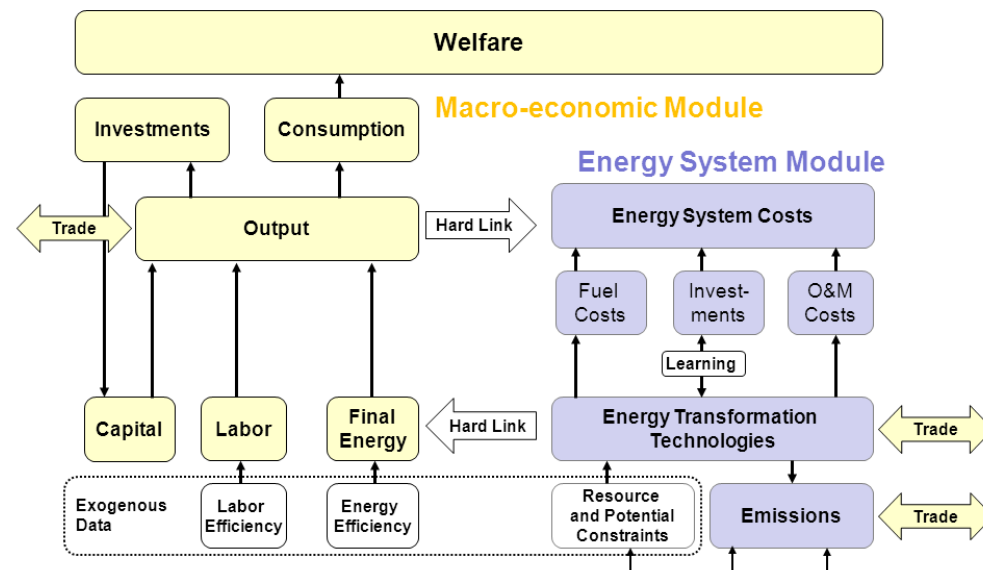 Welfare
Macro-economic Module
Investments
Consumption
Energy System Module
Trade
Output
Hard Link
Energy System Costs
Fuel
Costs
Invest-
ments
O&M
Costs
Learning
Capital
Labor
Final
Energy
Hard Link
Energy Transformation
Technologies
Trade
Exogenous
Data
Labor
Efficiency
Energy
Efficiency
Resource
and Potential
Constraints
Emissions
Trade